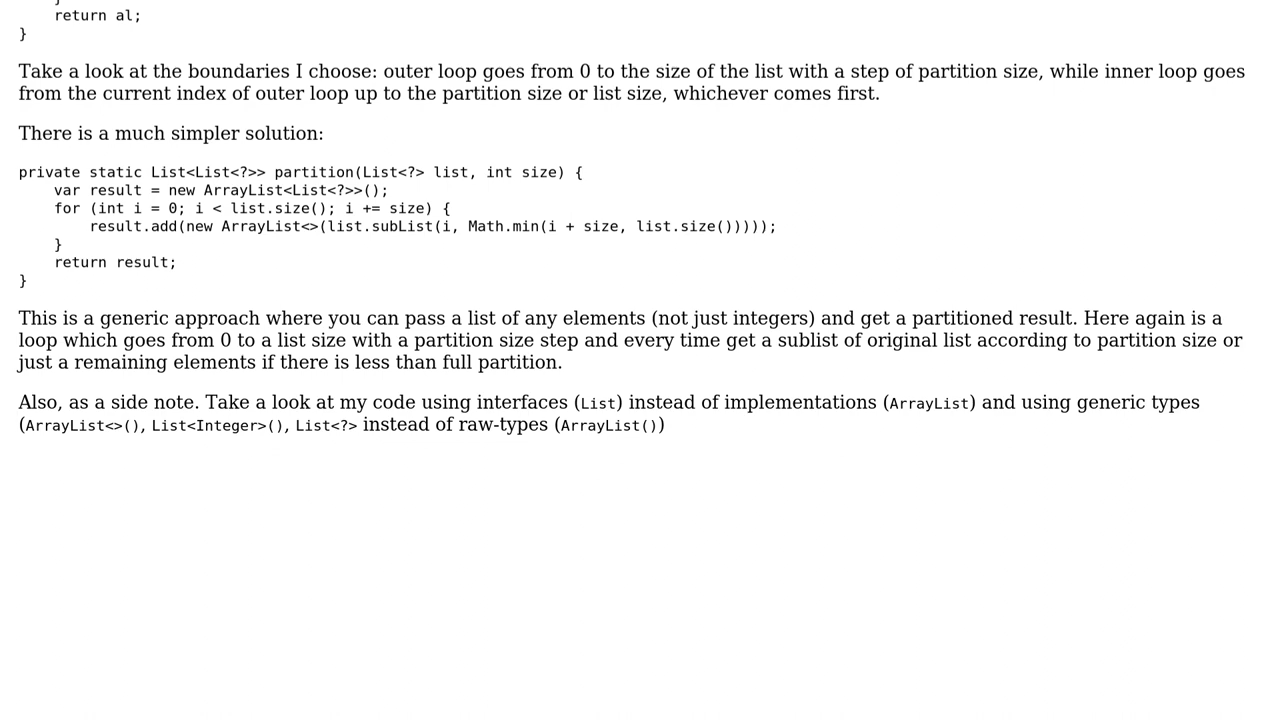 }
return al;
}
Take a look at the boundaries I choose: outer loop goes from 0 to the size of the list with a step of partition size, while inner loop goes
from the current index of outer loop up to the partition size or list size, whichever comes first.
There is a much simpler solution:
private static List<List<?>> partition(List<?> list, int size) {
    var result = new ArrayList<List<?>>();
    for (int i = 0; i < list.size(); i += size) {
        result.add(new ArrayList<>(list.subList(i, Math.min(i + size, list.size()))));
    }
    return result;
}
This is a generic approach where you can pass a list of any elements (not just integers) and get a partitioned result. Here again is a
loop which goes from 0 to a list size with a partition size step and every time get a sublist of original list according to partition size or
just a remaining elements if there is less than full partition.
Also, as a side note. Take a look at my code using interfaces (List) instead of implementations (ArrayList) and using generic types
(ArrayList<>(), List<Integer>(), List<?> instead of raw-types (ArrayList())